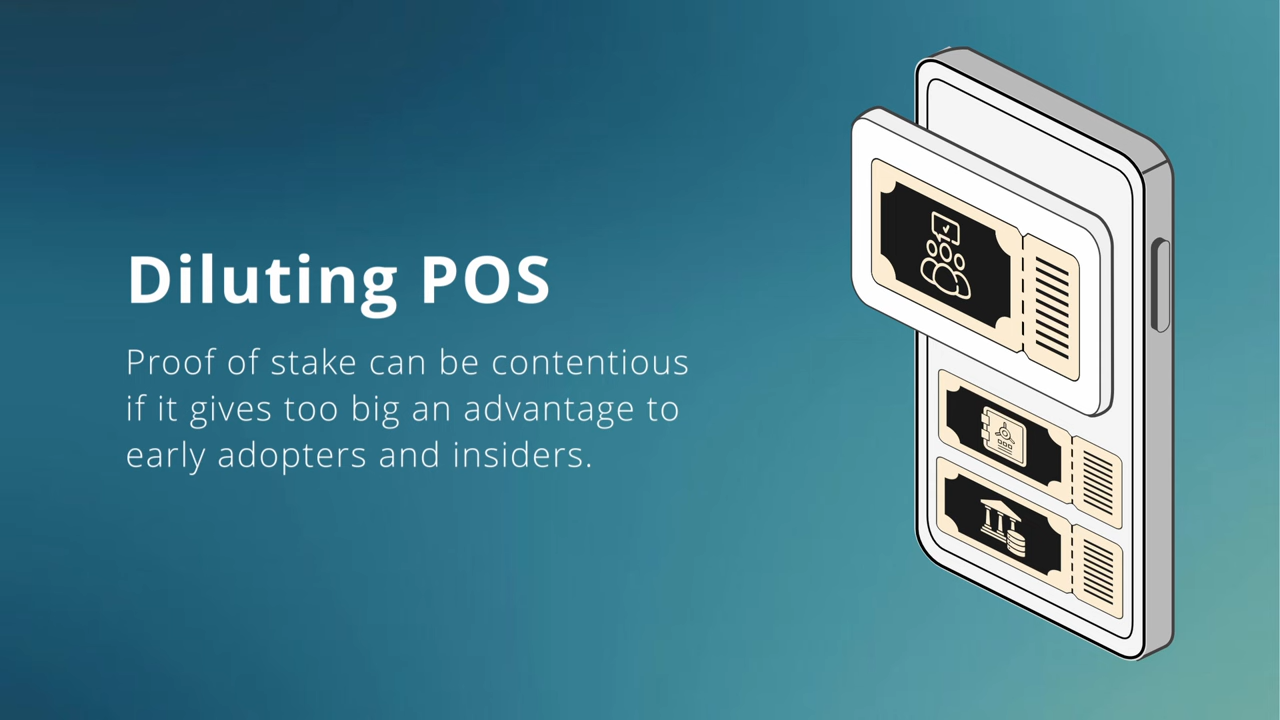 Diluting POS
Proof of stake can be contentious
if it gives too big an advantage to
early adopters and insiders.